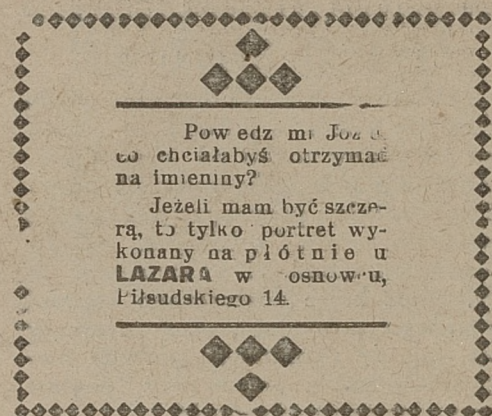 Powiedz mi
co chciałabyś otrzymać
na imieniny?
Jeżeli mam być szcze-
rą, to tylko portret wy-
konany na płótnie u
LAZARA w Sosnowcu,
Piłsudskiego 14.